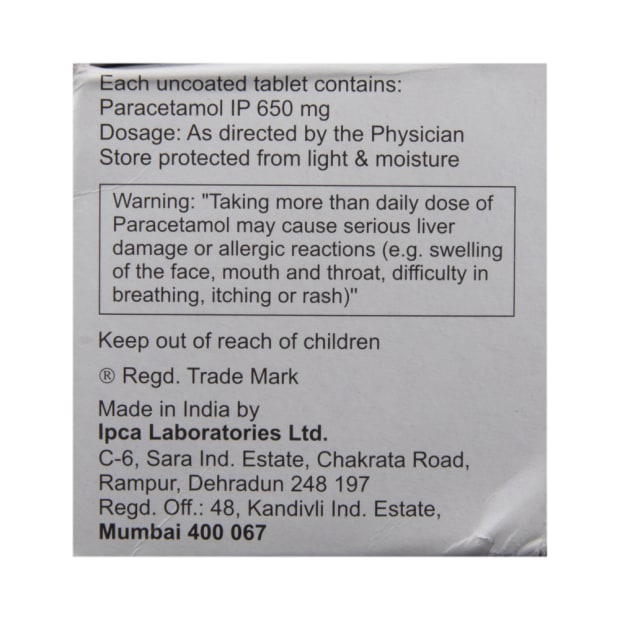 Each uncoated tablet contains:
Paracetamol IP 650 mg
Dosage: As directed by the Physician
Store protected from light & moisture
Warning: "Taking more than daily dose of
Paracetamol may cause serious liver
damage or allergic reactions (e.g. swelling
of the face, mouth and throat, difficulty in
breathing, itching or rash)"
Keep out of reach of children
® Regd. Trade Mark
Made in India by
Ipca Laboratories Ltd.
C-6, Sara Ind. Estate, Chakrata Road,
Rampur, Dehradun 248 197
Regd. Off.: 48, Kandivli Ind. Estate,
Mumbai 400 067